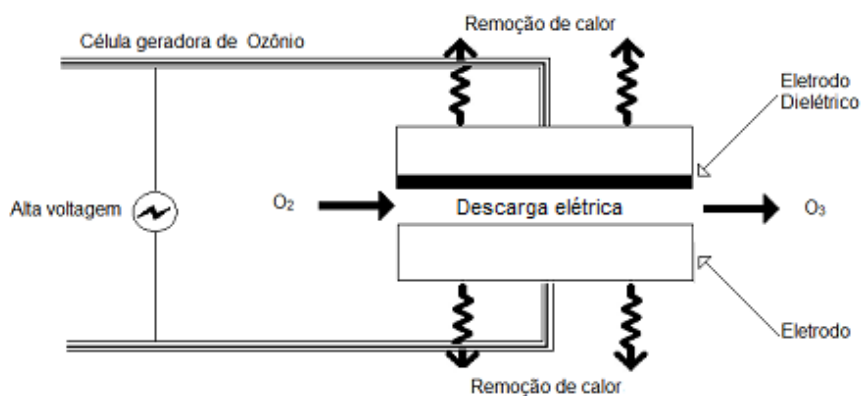 Remoção de calor
Célula geradora de Ozônio
Eletrodo
Dielétrico
Alta voltagem
O₂
Descarga elétrica
O₃
Eletrodo
Remoção de calor